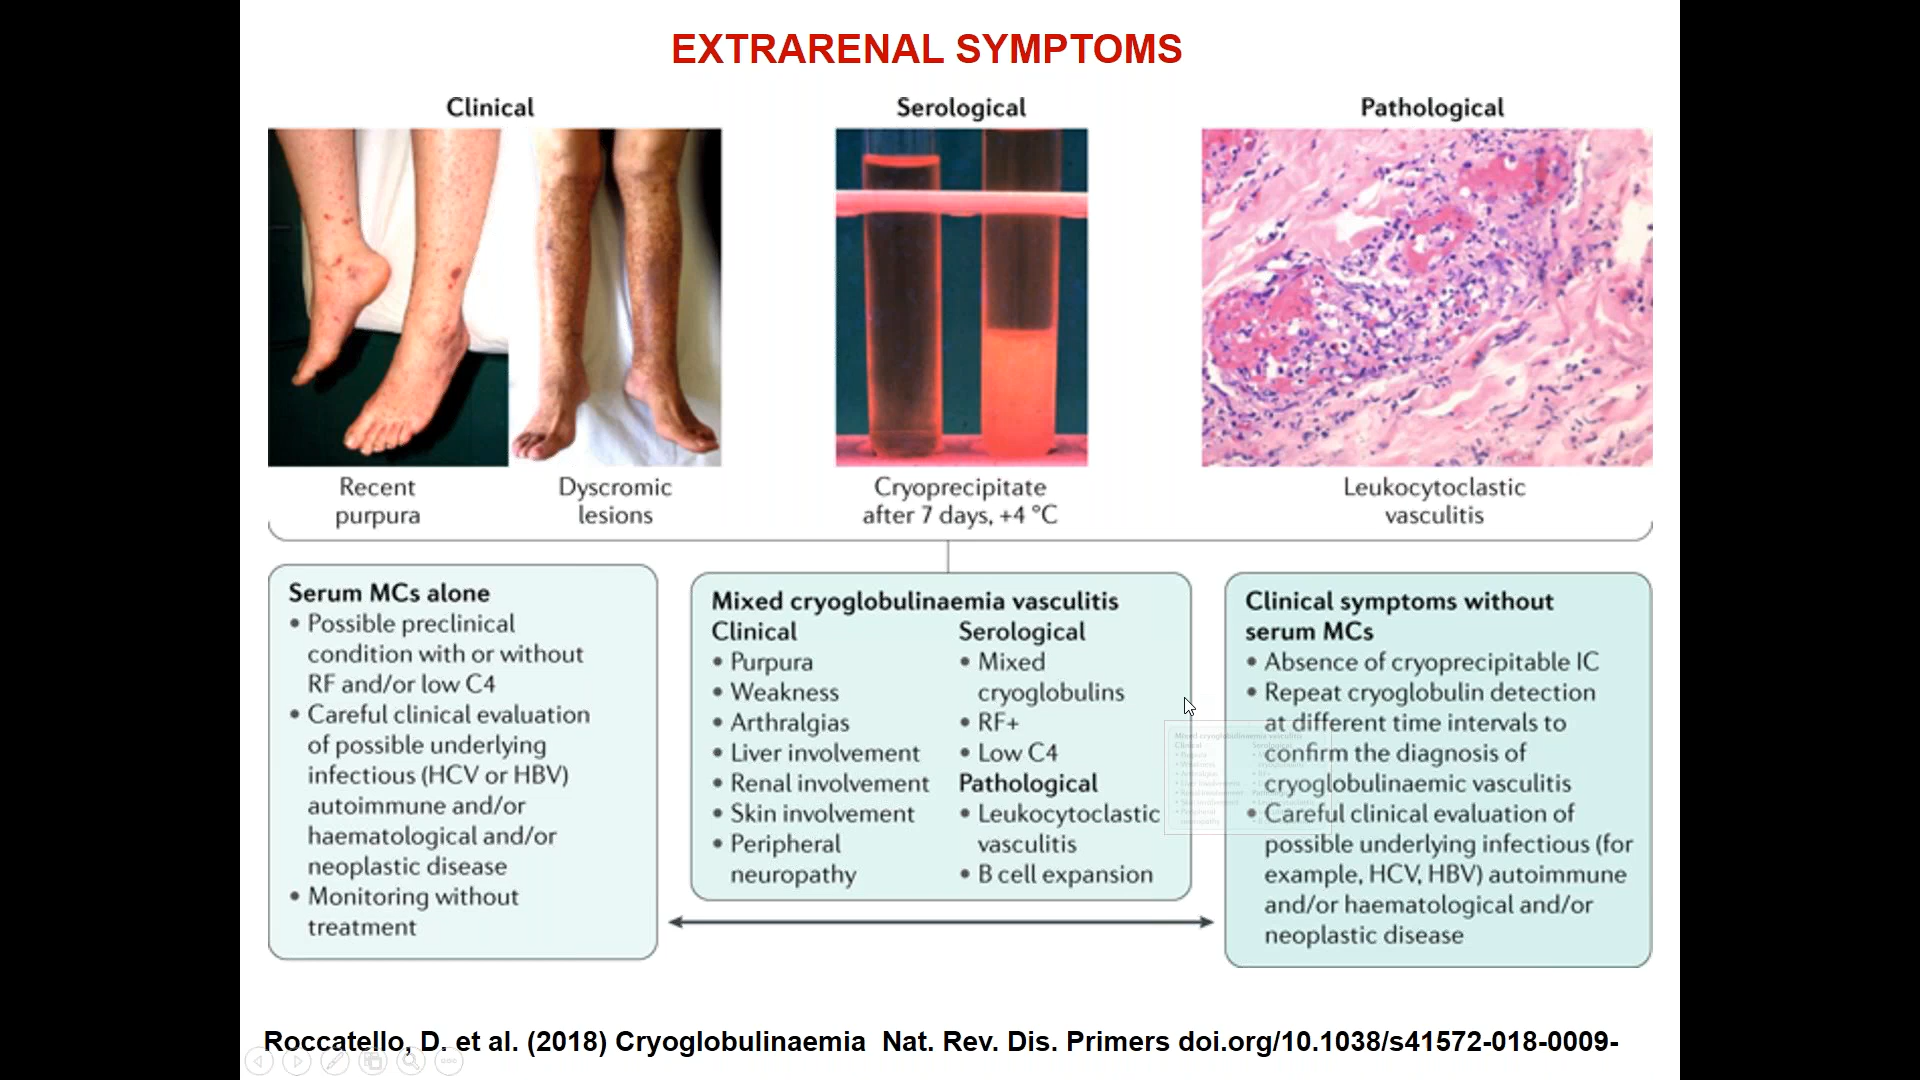 EXTRARENAL SYMPTOMS
Clinical
Serological
Pathological
Recent
purpura
Dyscromic
lesions
Cryoprecipitate
after 7 days, +4 °C
Leukocytoclastic
vasculitis
Serum MCs alone
• Possible preclinical
condition with or without
RF and/or low C4
• Careful clinical evaluation
of possible underlying
infectious (HCV or HBV)
autoimmune and/or
haematological and/or
neoplastic disease
• Monitoring without
treatment
Mixed cryoglobulinaemia vasculitis
Clinical
• Purpura
• Weakness
• Arthralgias
• Liver involvement
• Renal involvement
• Skin involvement
• Peripheral
neuropathy
Serological
• Mixed
cryoglobulins
• RF+
• Low C4
Pathological
• Leukocytoclastic
vasculitis
• B cell expansion
Clinical symptoms without
serum MCs
• Absence of cryoprecipitable IC
• Repeat cryoglobulin detection
at different time intervals to
confirm the diagnosis of
cryoglobulinaemic vasculitis
• Careful clinical evaluation of
possible underlying infectious (for
example, HCV, HBV) autoimmune
and/or haematological and/or
neoplastic disease
Roccatello, D. et al. (2018) Cryoglobulinaemia Nat. Rev. Dis. Primers doi.org/10.1038/s41572-018-0009-